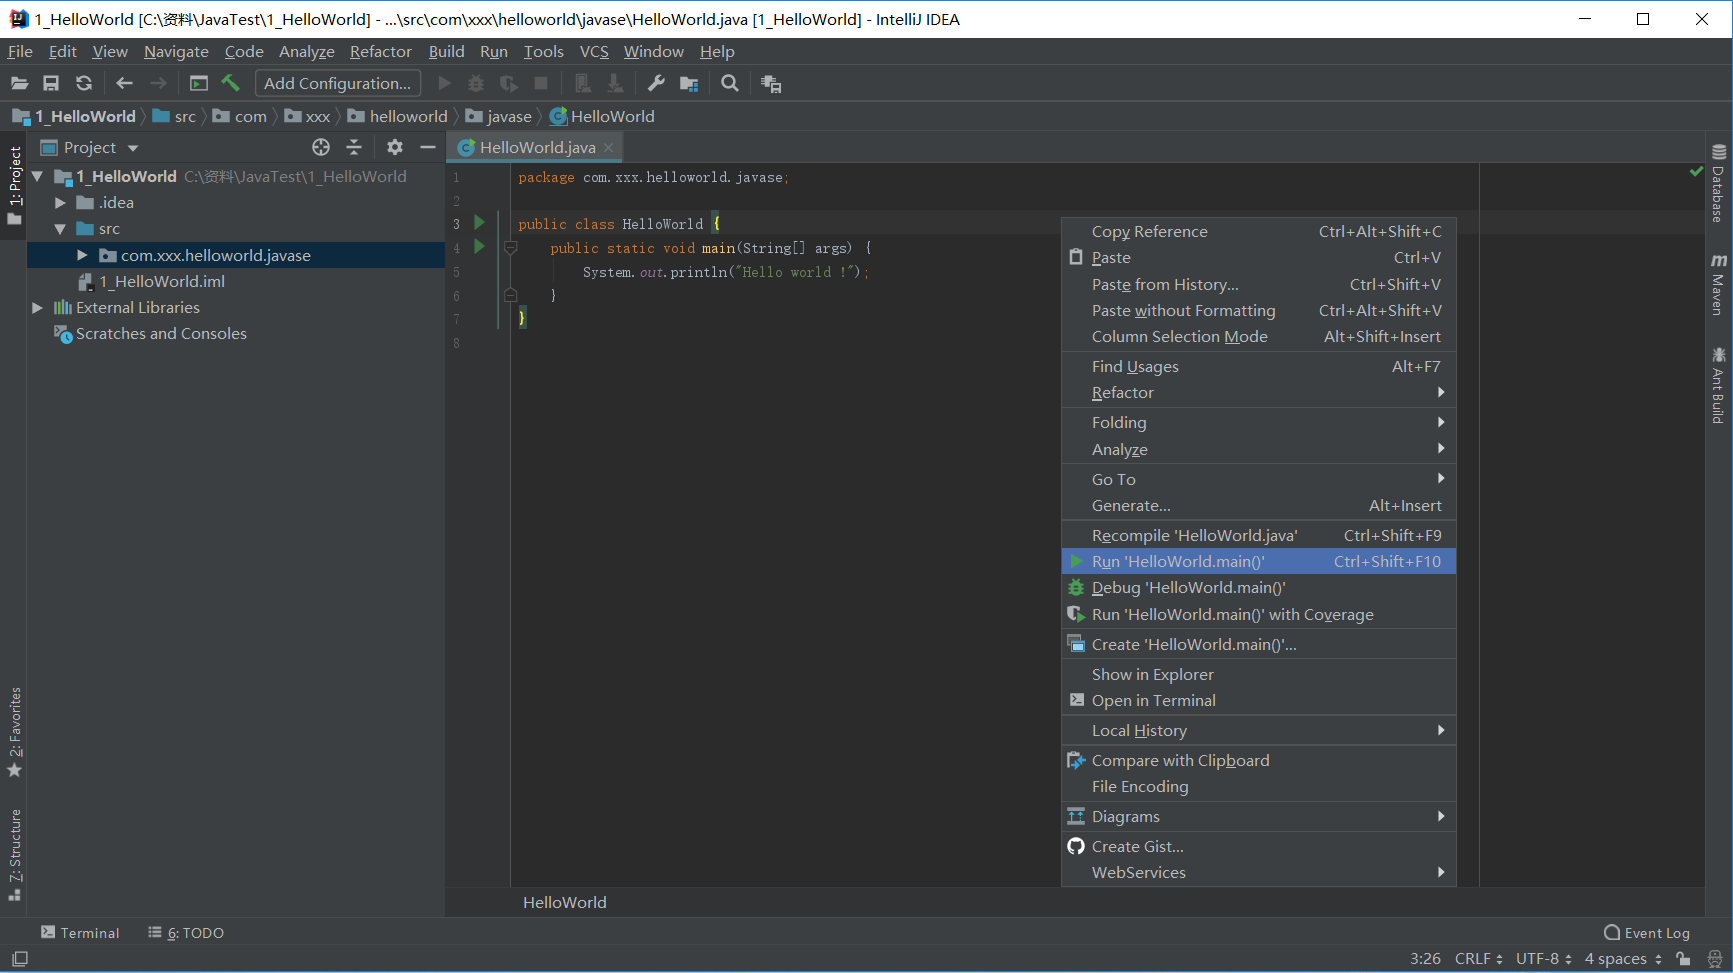 1_HelloWorld [C:\资料\JavaTest\1_HelloWorld] - ...\src\com\xxx\helloworld\javase\HelloWorld.java [1_HelloWorld] - IntelliJ IDEA
File Edit View Navigate Code Analyze Refactor Build Run Tools VCS Window Help
Add Configuration...
1_HelloWorld src com xxx helloworld javase HelloWorld
1: Project
Project
HelloWorld.java
1_HelloWorld C:\资料\JavaTest\1_HelloWorld
.idea
src
com.xxx.helloworld.javase
1_HelloWorld.iml
External Libraries
Scratches and Consoles
1 package com.xxx.helloworld.javase;
2
3 public class HelloWorld {
4 public static void main(String[] args) {
5 System.out.println("Hello world !");
6 }
7 }
8
Copy Reference Ctrl+Alt+Shift+C
Paste Ctrl+V
Paste from History... Ctrl+Shift+V
Paste without Formatting Ctrl+Alt+Shift+V
Column Selection Mode Alt+Shift+Insert
Find Usages Alt+F7
Refactor
Folding
Analyze
Go To
Generate... Alt+Insert
Recompile 'HelloWorld.java' Ctrl+Shift+F9
Run 'HelloWorld.main()' Ctrl+Shift+F10
Debug 'HelloWorld.main()'
Run 'HelloWorld.main()' with Coverage
Create 'HelloWorld.main()'...
Show in Explorer
Open in Terminal
Local History
Compare with Clipboard
File Encoding
Diagrams
Create Gist...
WebServices
Database
m Maven
Ant Build
2: Favorites
7: Structure
HelloWorld
Terminal 6: TODO Event Log
3:26 CRLF UTF-8 4 spaces